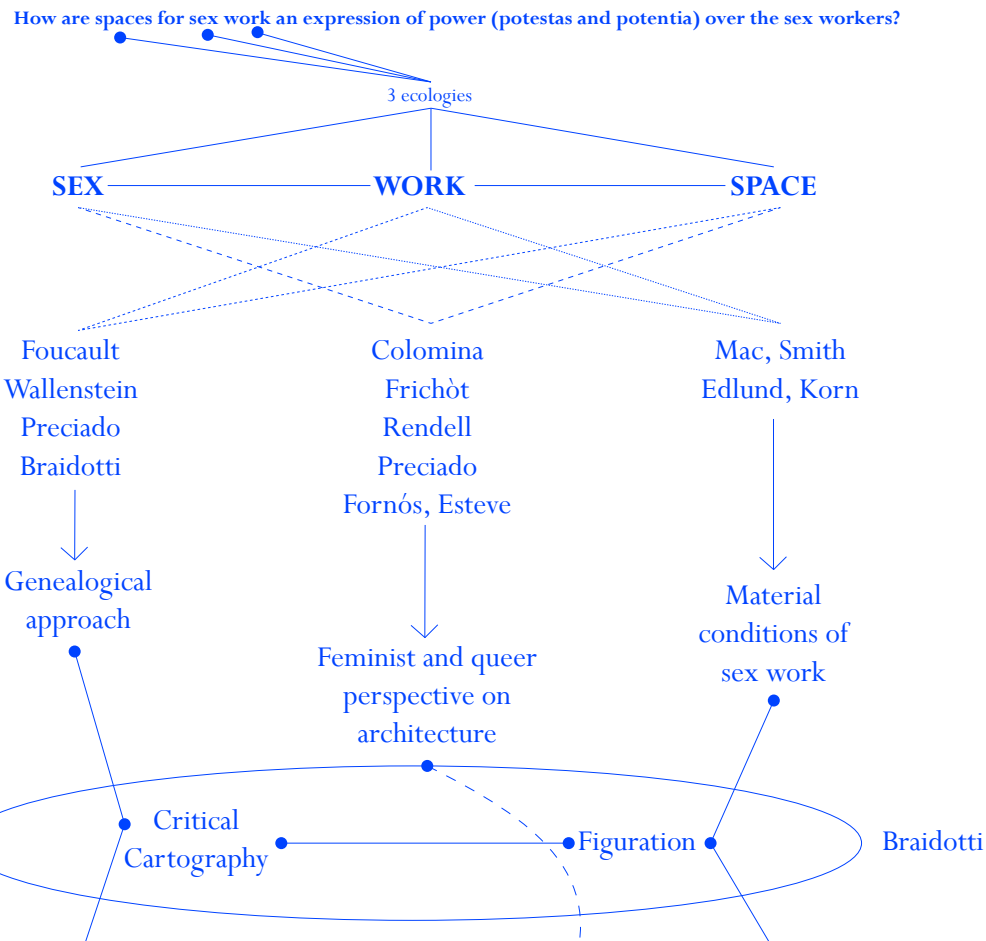 How are spaces for sex work an expression of power (potestas and potentia) over the sex workers?
3 ecologies
SEX
WORK
SPACE
Foucault
Wallenstein
Preciado
Braidotti
Colomina
Frichòt
Rendell
Preciado
Fornós, Esteve
Mac, Smith
Edlund, Korn
Genealogical
approach
Feminist and queer
perspective on
architecture
Material
conditions of
sex work
Critical
Cartography
Figuration
Braidotti